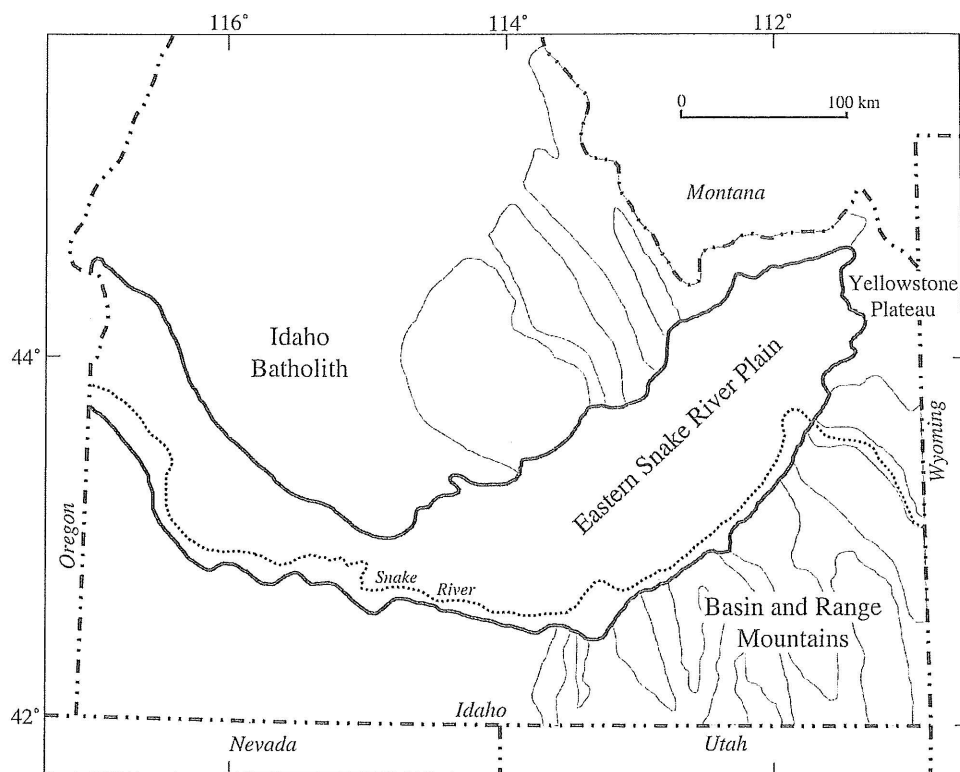 116°
114°
112°
0
100 km
Montana
Yellowstone
Plateau
Idaho
Batholith
44°
Eastern Snake River Plain
Wyoming
Oregon
Snake
River
Basin and Range
Mountains
42°
Idaho
Nevada
Utah